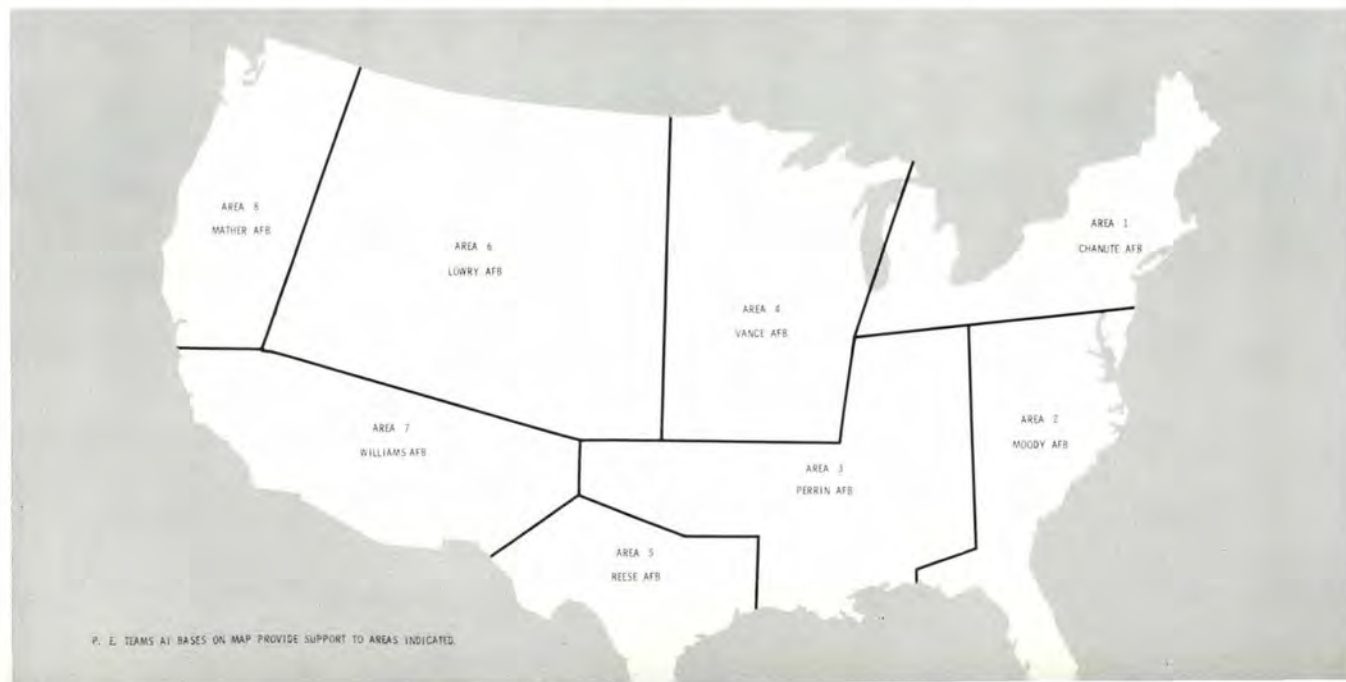 AREA 8
MATHER AFB
AREA 6
LOWRY AFB
AREA 4
VANCE AFB
AREA 1
CHANUTE AFB
AREA 7
WILLIAMS AFB
AREA 3
PERRIN AFB
AREA 2
MOODY AFB
AREA 5
REESE AFB
P. E. TEAMS AT BASES ON MAP PROVIDE SUPPORT TO AREAS INDICATED.